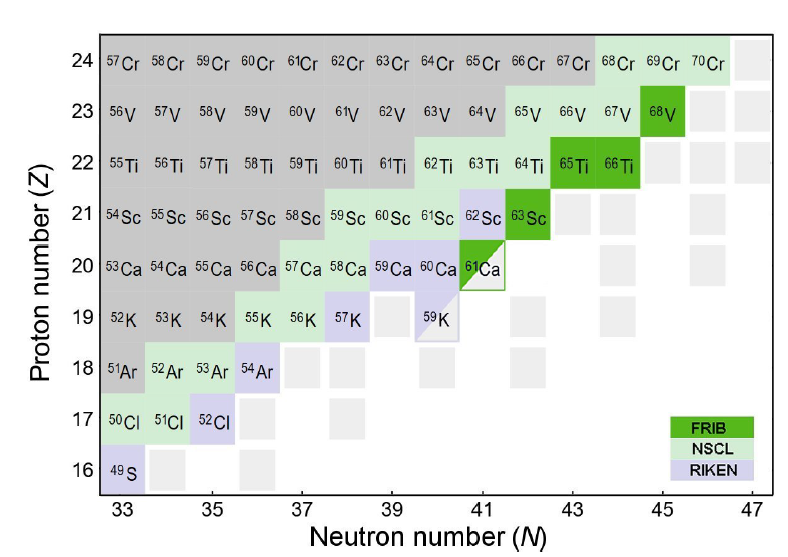 24 ⁵⁷Cr ⁵⁸Cr ⁵⁹Cr ⁶⁰Cr ⁶¹Cr ⁶²Cr ⁶³Cr ⁶⁴Cr ⁶⁵Cr ⁶⁶Cr ⁶⁷Cr ⁶⁸Cr ⁶⁹Cr ⁷⁰Cr
23 ⁵⁶V ⁵⁷V ⁵⁸V ⁵⁹V ⁶⁰V ⁶¹V ⁶²V ⁶³V ⁶⁴V ⁶⁵V ⁶⁶V ⁶⁷V ⁶⁸V
22 ⁵⁵Ti ⁵⁶Ti ⁵⁷Ti ⁵⁸Ti ⁵⁹Ti ⁶⁰Ti ⁶¹Ti ⁶²Ti ⁶³Ti ⁶⁴Ti ⁶⁵Ti ⁶⁶Ti
21 ⁵⁴Sc ⁵⁵Sc ⁵⁶Sc ⁵⁷Sc ⁵⁸Sc ⁵⁹Sc ⁶⁰Sc ⁶¹Sc ⁶²Sc ⁶³Sc
20 ⁵³Ca ⁵⁴Ca ⁵⁵Ca ⁵⁶Ca ⁵⁷Ca ⁵⁸Ca ⁵⁹Ca ⁶⁰Ca ⁶¹Ca
19 ⁵²K ⁵³K ⁵⁴K ⁵⁵K ⁵⁶K ⁵⁷K ⁵⁹K
18 ⁵¹Ar ⁵²Ar ⁵³Ar ⁵⁴Ar
17 ⁵⁰Cl ⁵¹Cl ⁵²Cl
16 ⁴⁹S
Proton number (Z)
FRIB
NSCL
RIKEN
33 35 37 39 41 43 45 47
Neutron number (N)